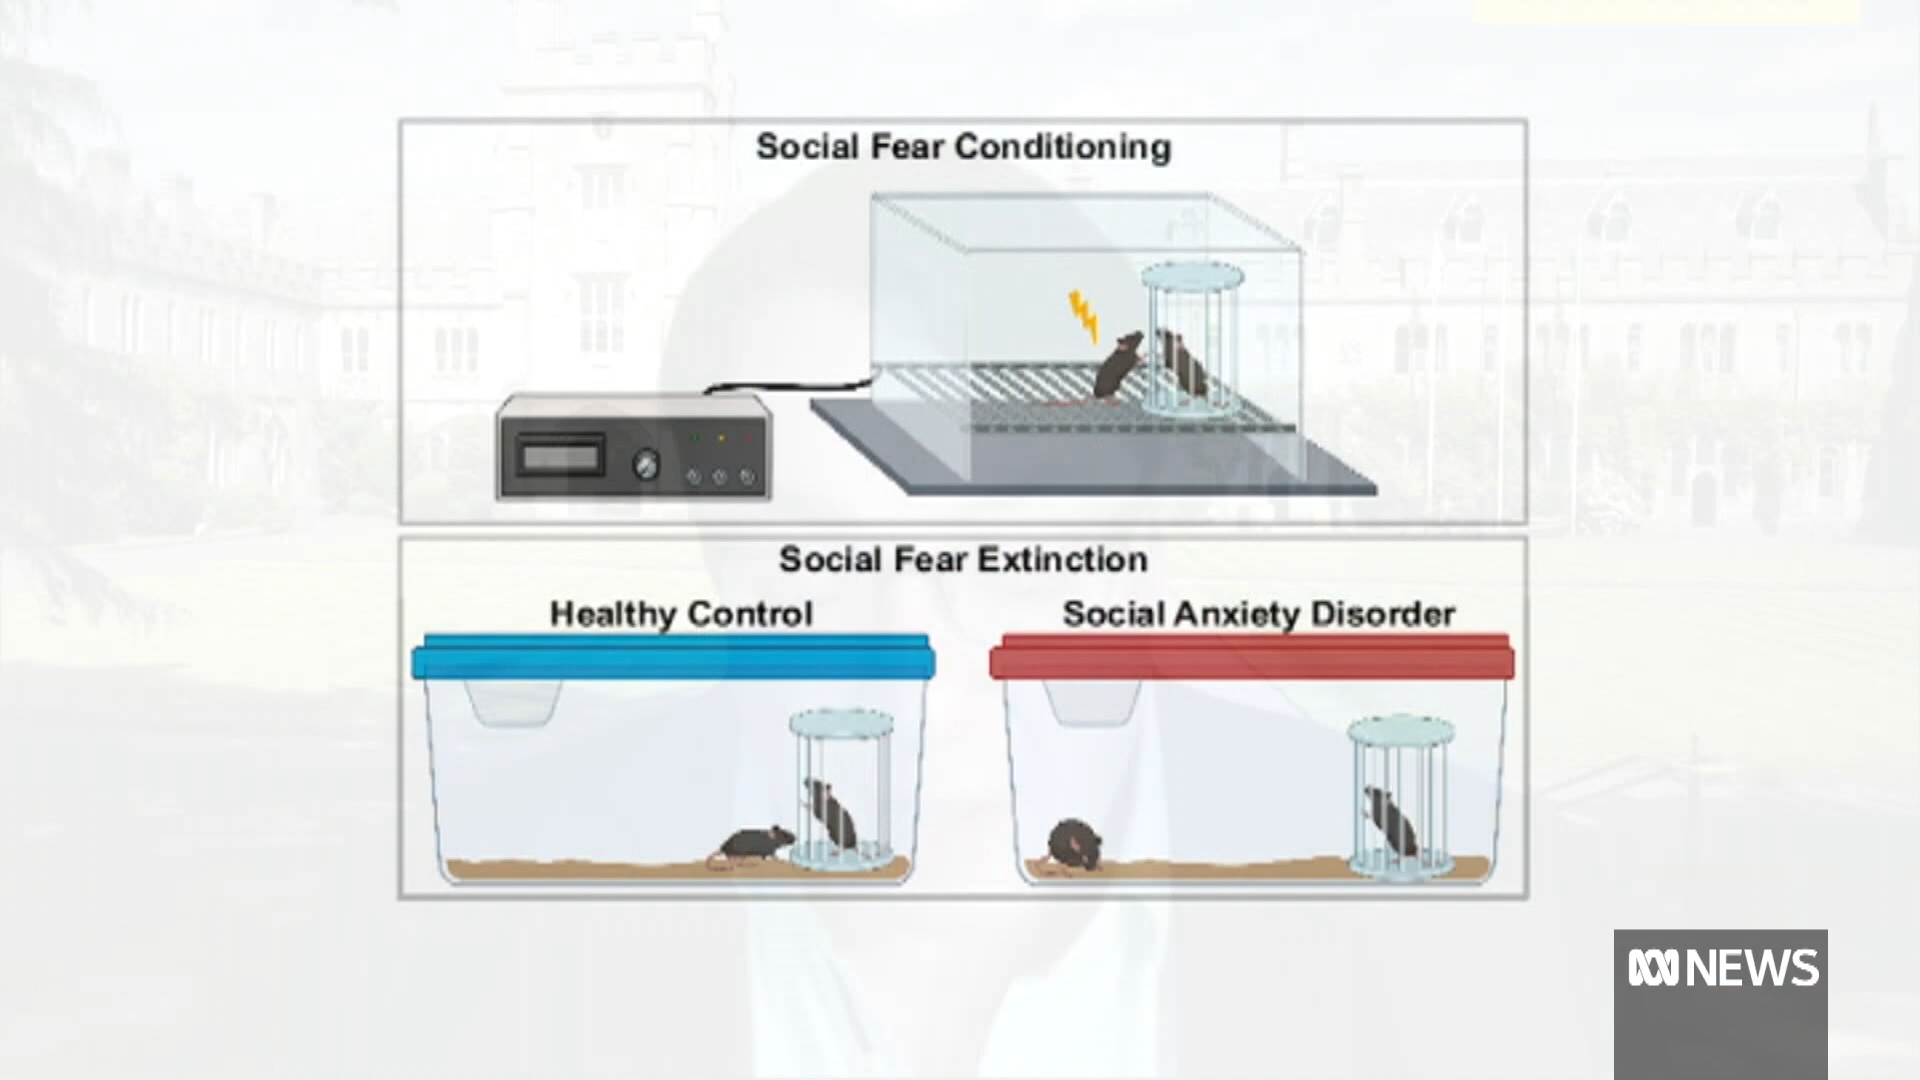 Social Fear Conditioning
Social Fear Extinction
Healthy Control
Social Anxiety Disorder
NEWS